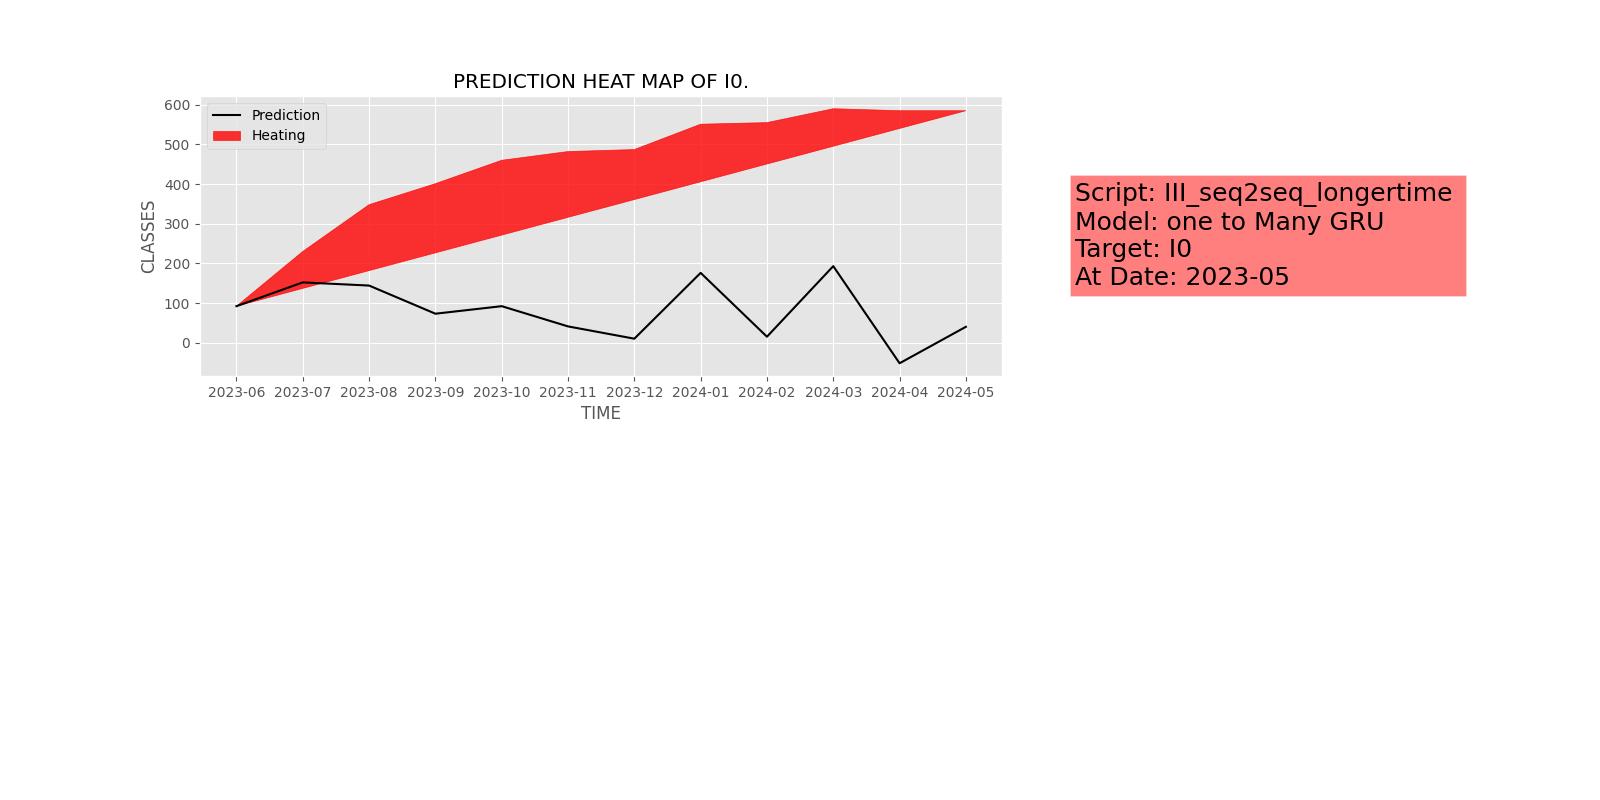 PREDICTION HEAT MAP OF I0.
Prediction
Heating
600
500
400
300
200
100
0
CLASSES
2023-06 2023-07 2023-08 2023-09 2023-10 2023-11 2023-12 2024-01 2024-02 2024-03 2024-04 2024-05
TIME
Script: III_seq2seq_longertime
Model: one to Many GRU
Target: I0
At Date: 2023-05